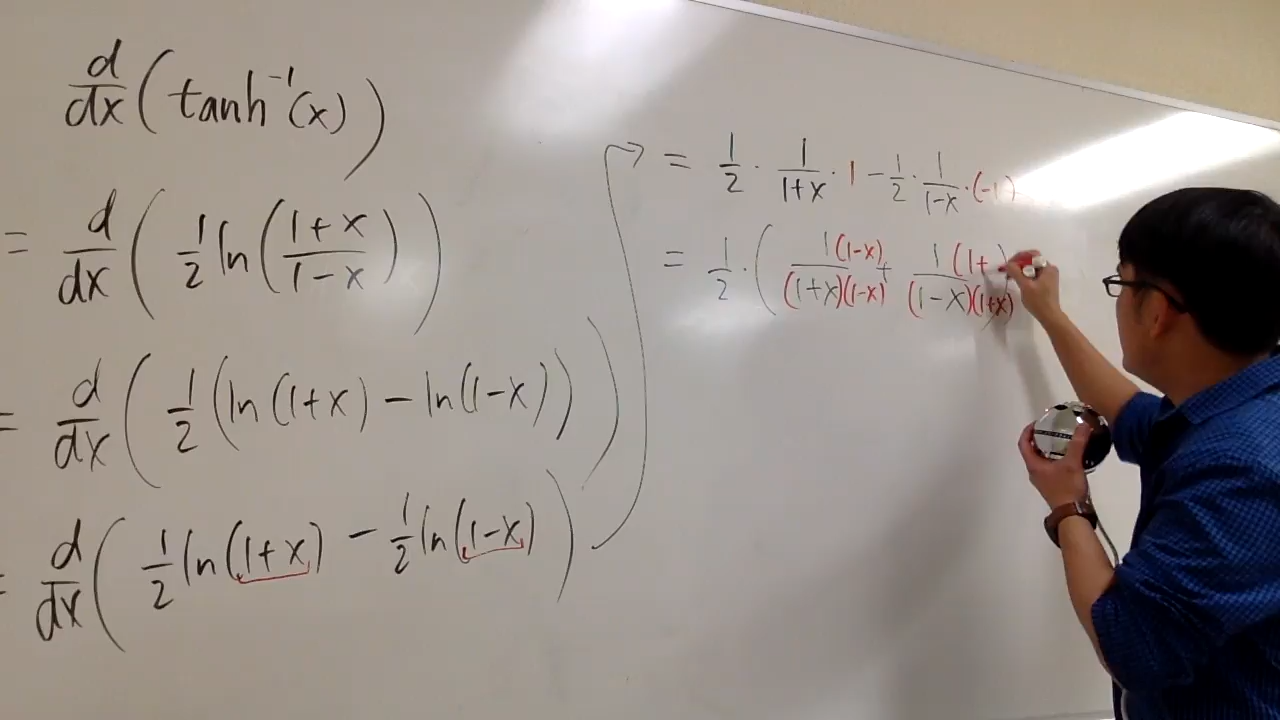 d/dx (tanh⁻¹(x))
= d/dx (1/2 ln((1+x)/(1-x)))
= d/dx (1/2 (ln(1+x) - ln(1-x)))
= d/dx (1/2 ln(1+x) - 1/2 ln(1-x))
= 1/2 · 1/(1+x) · 1 - 1/2 · 1/(1-x) · (-1)
= 1/2 · (1(1-x)/((1+x)(1-x)) + 1(1+ )/((1-x)(1+x))